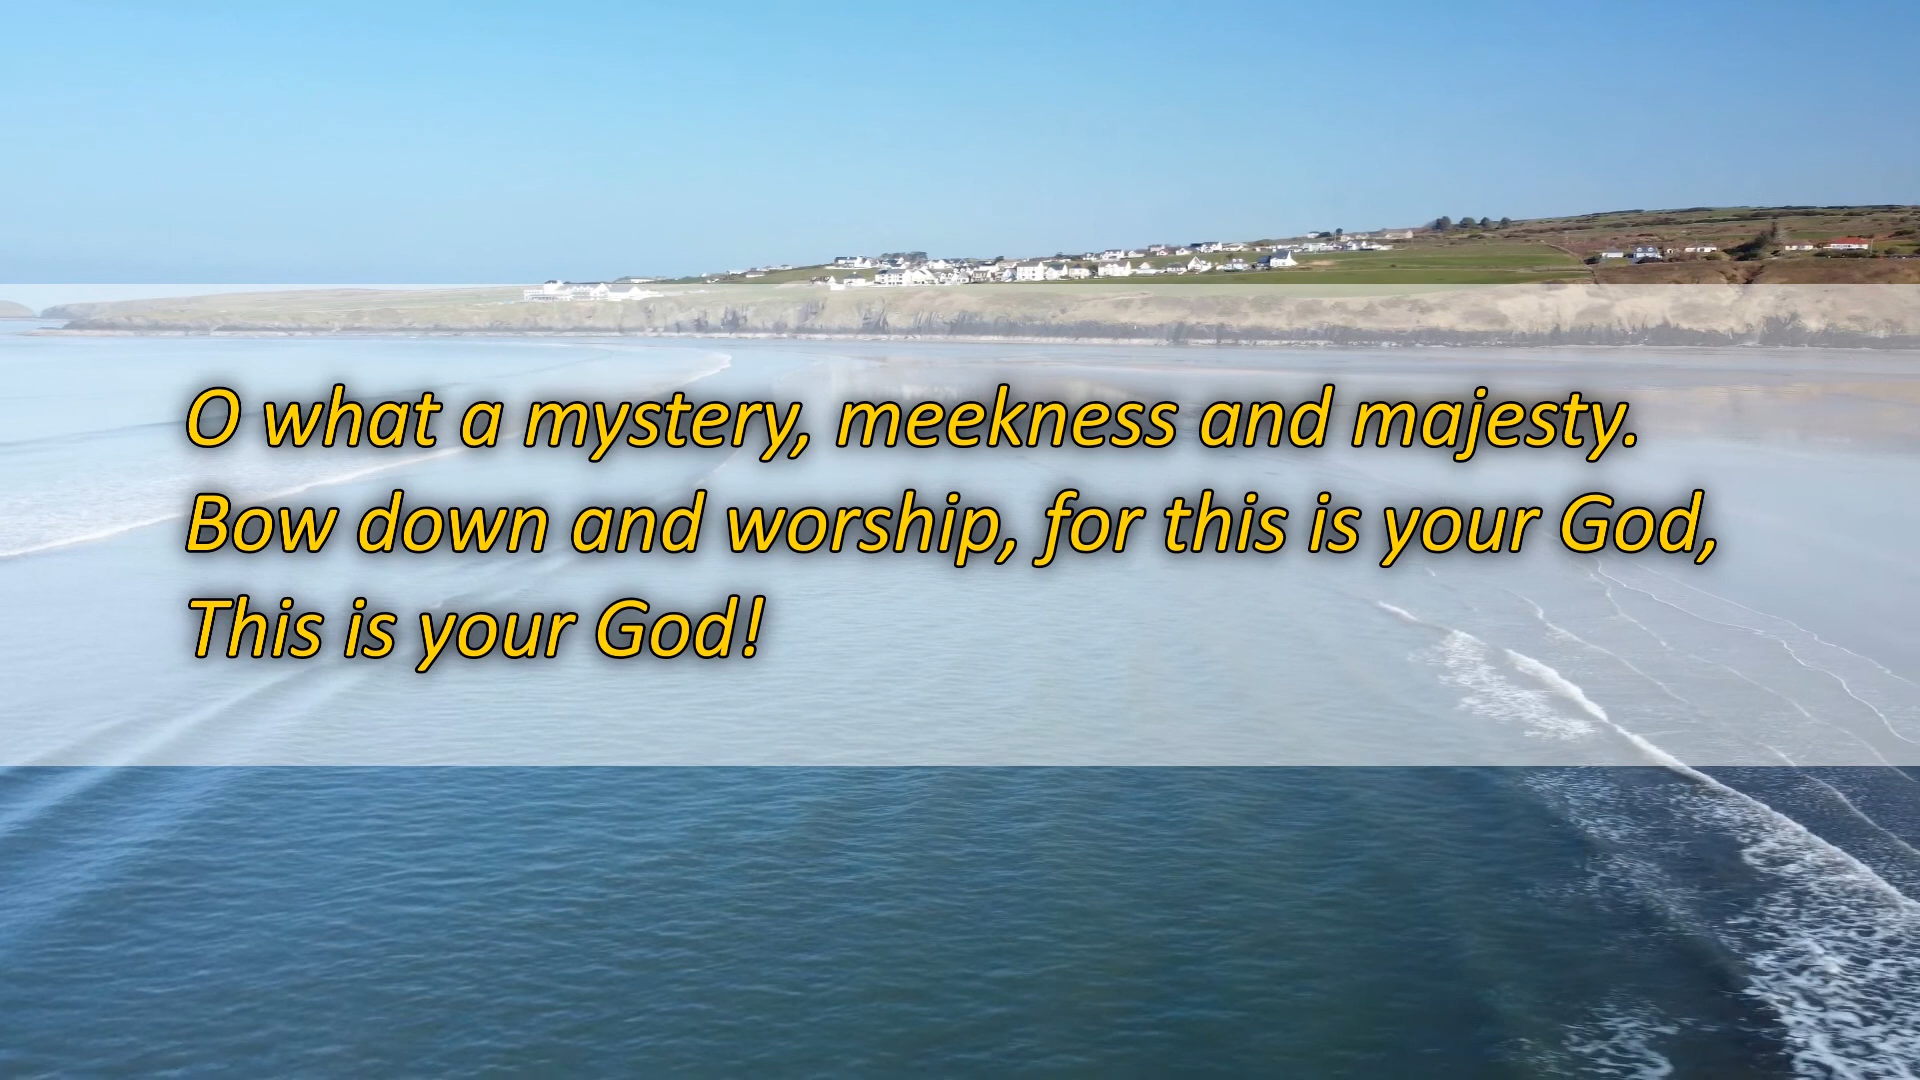 O what a mystery, meekness and majesty.
Bow down and worship, for this is your God,
This is your God!